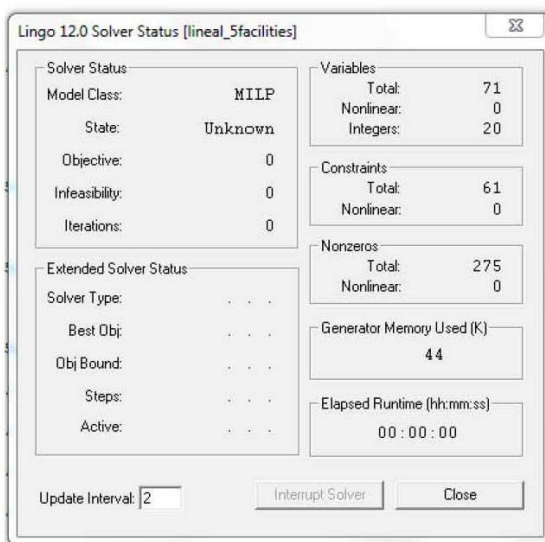 Lingo 12.0 Solver Status [lineal_5facilities]
Solver Status
Model Class: MILP
State: Unknown
Objective: 0
Infeasibility: 0
Iterations: 0
Extended Solver Status
Solver Type: . . .
Best Obj: . . .
Obj Bound: . . .
Steps: . . .
Active: . . .
Update Interval: 2
Variables
Total: 71
Nonlinear: 0
Integers: 20
Constraints
Total: 61
Nonlinear: 0
Nonzeros
Total: 275
Nonlinear: 0
Generator Memory Used (K)
44
Elapsed Runtime (hh:mm:ss)
00:00:00
Interrupt Solver
Close